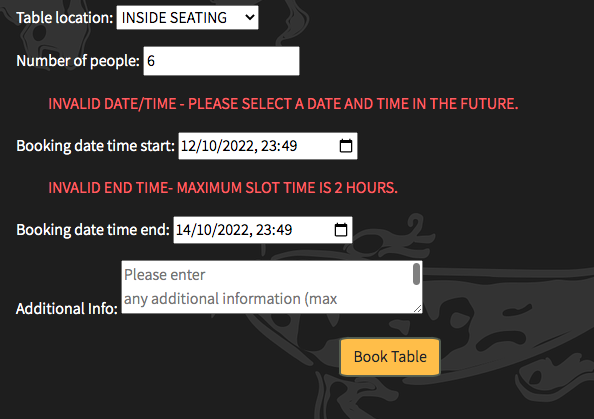 Table location: INSIDE SEATING
Number of people: 6
INVALID DATE/TIME - PLEASE SELECT A DATE AND TIME IN THE FUTURE.
Booking date time start: 12/10/2022, 23:49
INVALID END TIME- MAXIMUM SLOT TIME IS 2 HOURS.
Booking date time end: 14/10/2022, 23:49
Please enter
any additional information (max
Additional Info:
Book Table